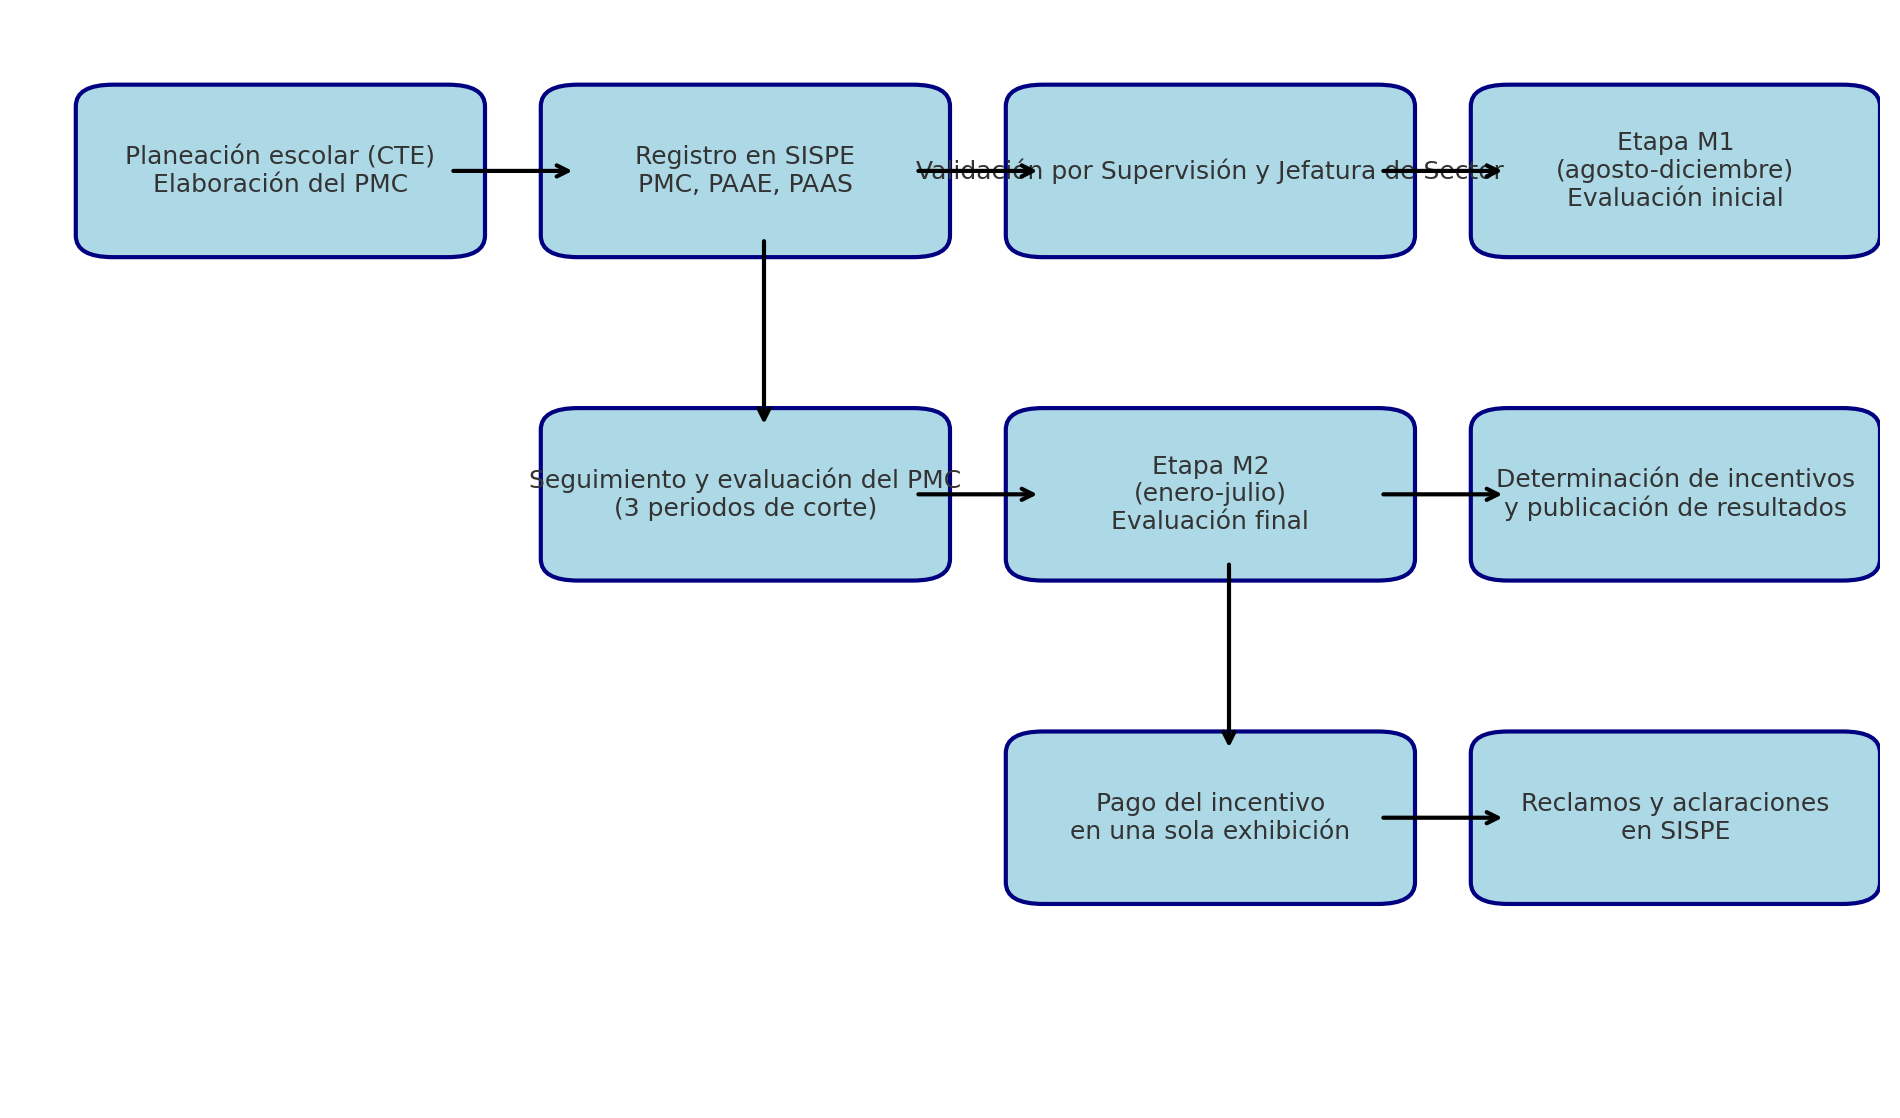 Planeación escolar (CTE)
Elaboración del PMC
Registro en SISPE
PMC, PAAE, PAAS
Validación por Supervisión y Jefatura de Sector
Etapa M1
(agosto-diciembre)
Evaluación inicial
Seguimiento y evaluación del PMC
(3 periodos de corte)
Etapa M2
(enero-julio)
Evaluación final
Determinación de incentivos
y publicación de resultados
Pago del incentivo
en una sola exhibición
Reclamos y aclaraciones
en SISPE